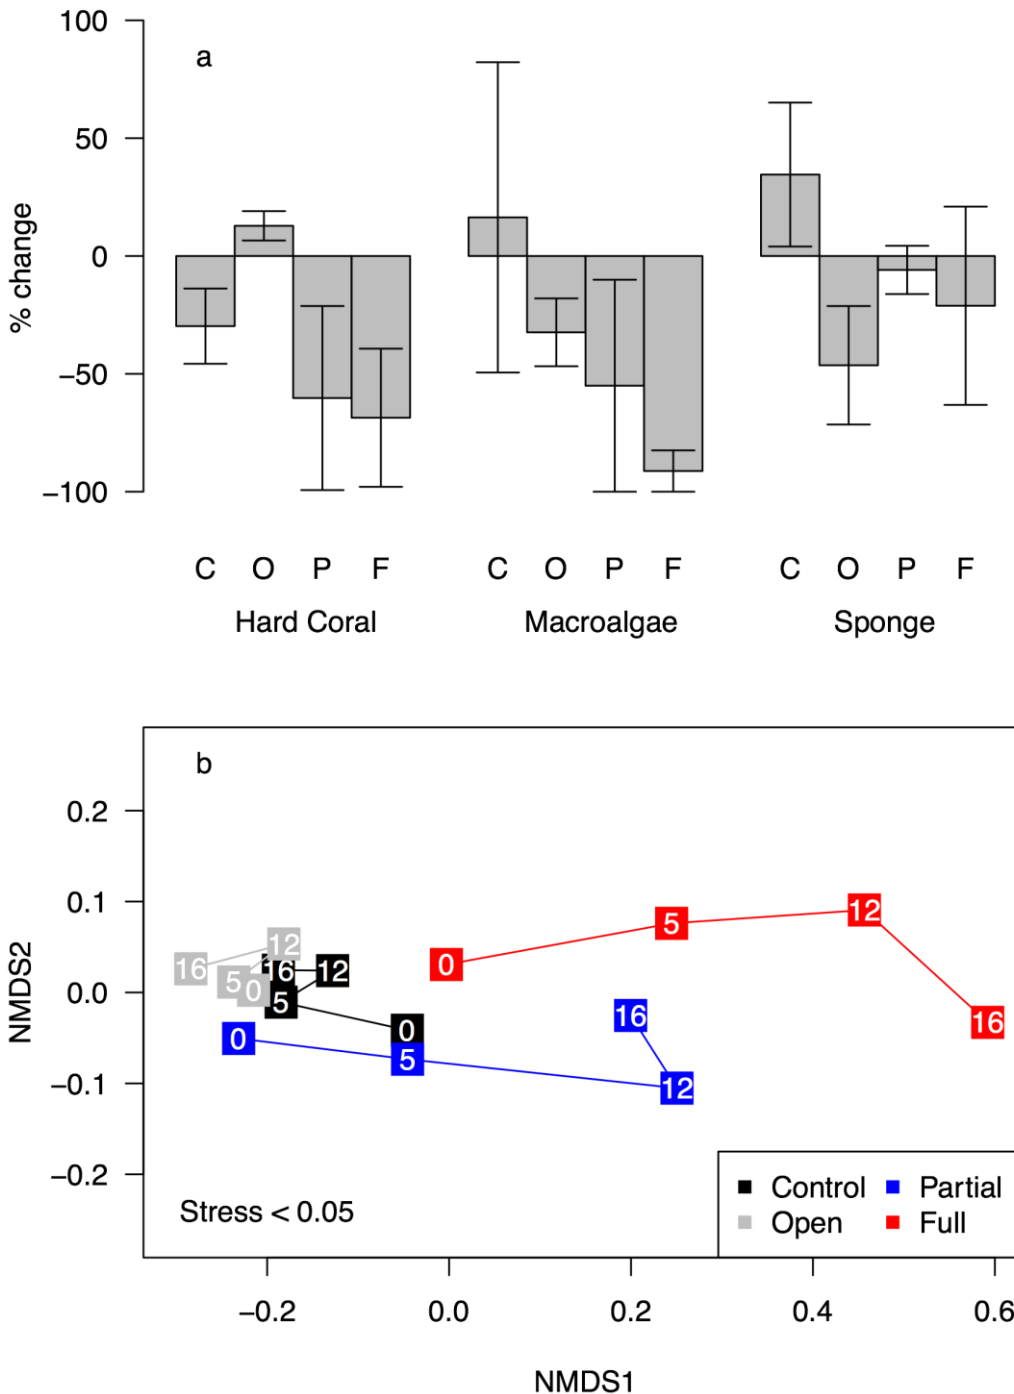 a
% change
100
50
0
−50
−100
C O P F C O P F C O P F
Hard Coral Macroalgae Sponge
b
NMDS2
0.2
0.1
0.0
−0.1
−0.2
12
16
5
0
16
12
5
0
0
5
12
16
0
5
12
16
Stress < 0.05
Control Partial
Open Full
−0.2 0.0 0.2 0.4 0.6
NMDS1